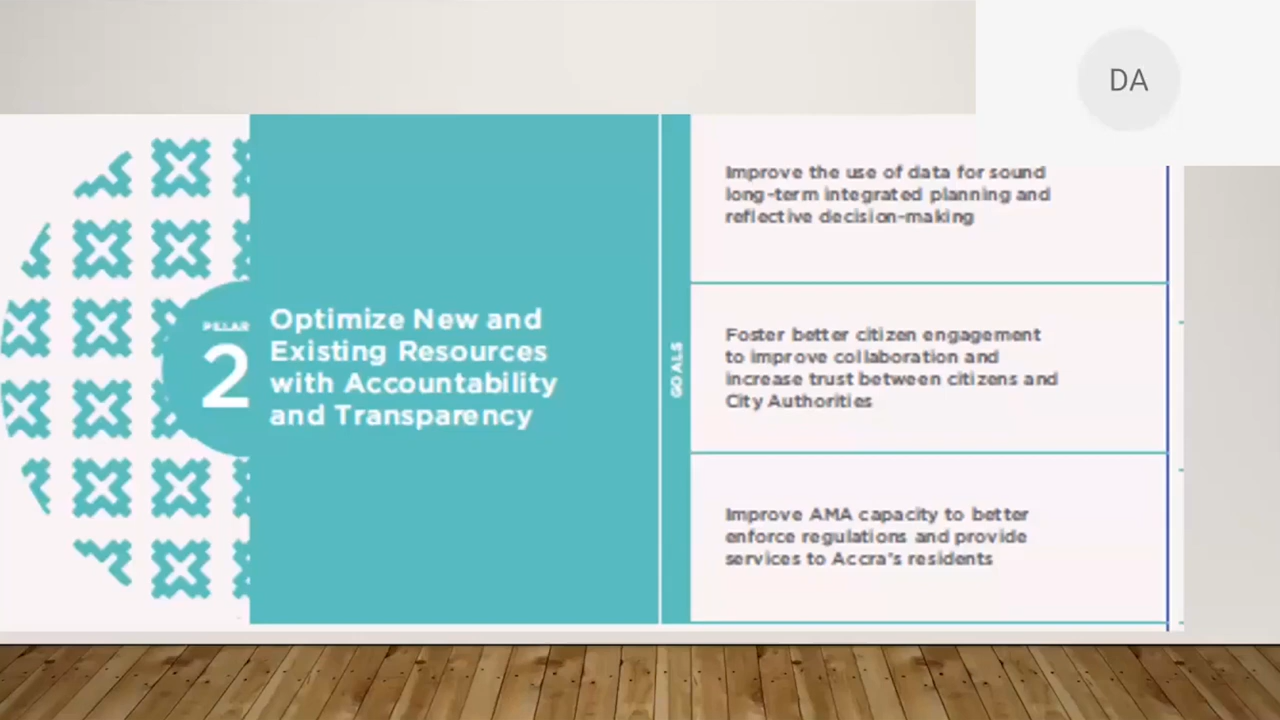 DA
PILLAR
2
Optimize New and
Existing Resources
with Accountability
and Transparency
GOALS
Improve the use of data for sound
long-term integrated planning and
reflective decision-making
Foster better citizen engagement
to improve collaboration and
increase trust between citizens and
City Authorities
Improve AMA capacity to better
enforce regulations and provide
services to Accra's residents